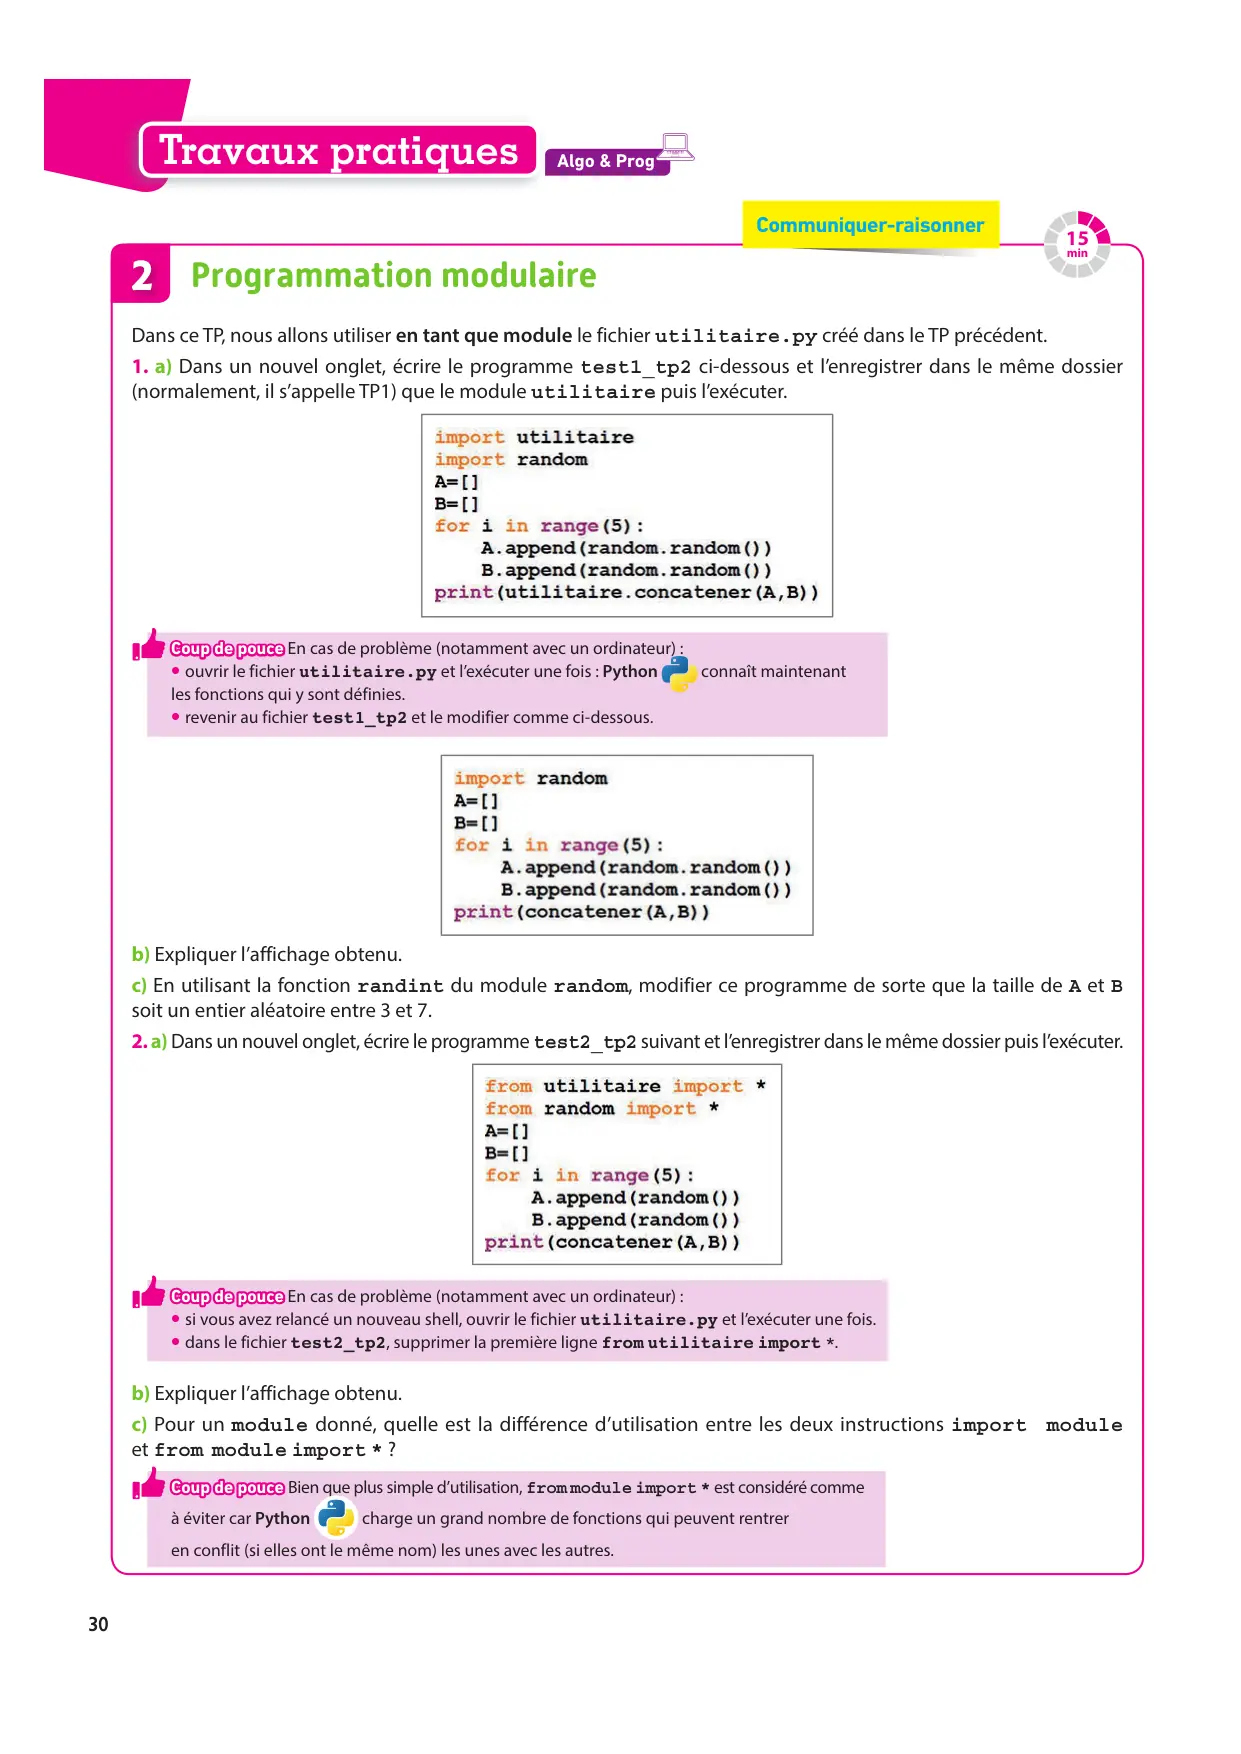 Travaux pratiques
Algo & Prog
Communiquer-raisonner
15
min
2 Programmation modulaire
Dans ce TP, nous allons utiliser en tant que module le fichier utilitaire.py créé dans le TP précédent.
1. a) Dans un nouvel onglet, écrire le programme test1_tp2 ci-dessous et l’enregistrer dans le même dossier
(normalement, il s’appelle TP1) que le module utilitaire puis l’exécuter.
import utilitaire
import random
A=[]
B=[]
for i in range(5):
    A.append(random.random())
    B.append(random.random())
print(utilitaire.concatener(A,B))
Coup de pouce En cas de problème (notamment avec un ordinateur) :
• ouvrir le fichier utilitaire.py et l’exécuter une fois : Python connaît maintenant
les fonctions qui y sont définies.
• revenir au fichier test1_tp2 et le modifier comme ci-dessous.
import random
A=[]
B=[]
for i in range(5):
    A.append(random.random())
    B.append(random.random())
print(concatener(A,B))
b) Expliquer l’affichage obtenu.
c) En utilisant la fonction randint du module random, modifier ce programme de sorte que la taille de A et B
soit un entier aléatoire entre 3 et 7.
2. a) Dans un nouvel onglet, écrire le programme test2_tp2 suivant et l’enregistrer dans le même dossier puis l’exécuter.
from utilitaire import *
from random import *
A=[]
B=[]
for i in range(5):
    A.append(random())
    B.append(random())
print(concatener(A,B))
Coup de pouce En cas de problème (notamment avec un ordinateur) :
• si vous avez relancé un nouveau shell, ouvrir le fichier utilitaire.py et l’exécuter une fois.
• dans le fichier test2_tp2, supprimer la première ligne from utilitaire import *.
b) Expliquer l’affichage obtenu.
c) Pour un module donné, quelle est la différence d’utilisation entre les deux instructions import module
et from module import * ?
Coup de pouce Bien que plus simple d’utilisation, from module import * est considéré comme
à éviter car Python charge un grand nombre de fonctions qui peuvent rentrer
en conflit (si elles ont le même nom) les unes avec les autres.
30